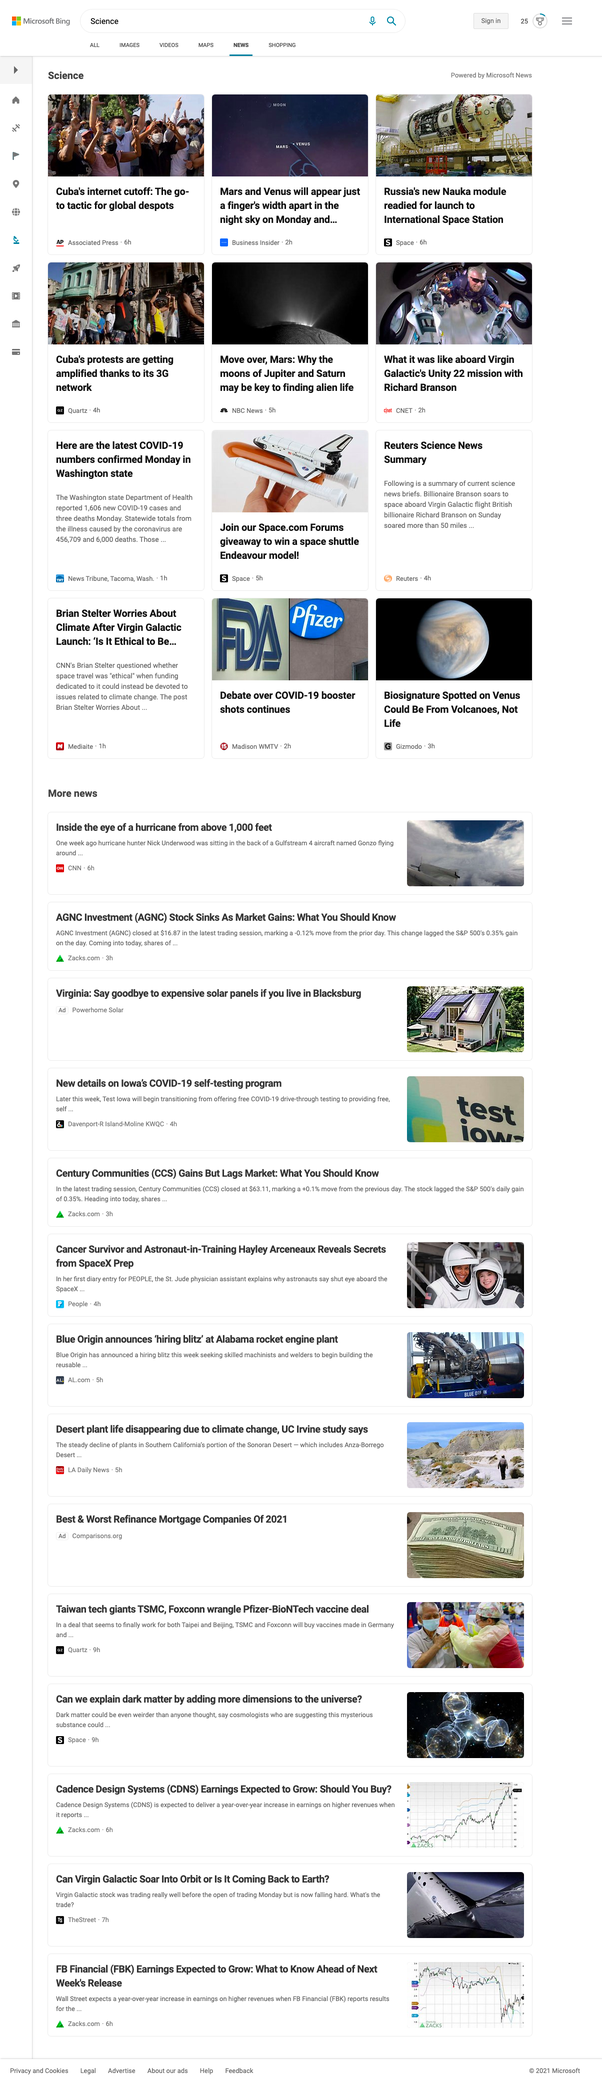 Microsoft Bing
Science
Sign in
25
ALL IMAGES VIDEOS MAPS NEWS SHOPPING
Science
Powered by Microsoft News
Cuba's internet cutoff: The go-
to tactic for global despots
AP Associated Press · 6h
MOON
MARS VENUS
Mars and Venus will appear just
a finger's width apart in the
night sky on Monday and...
Business Insider · 2h
Russia's new Nauka module
readied for launch to
International Space Station
S Space · 6h
Cuba's protests are getting
amplified thanks to its 3G
network
Quartz · 4h
Move over, Mars: Why the
moons of Jupiter and Saturn
may be key to finding alien life
NBC News · 5h
What it was like aboard Virgin
Galactic's Unity 22 mission with
Richard Branson
CNET · 2h
Here are the latest COVID-19
numbers confirmed Monday in
Washington state
The Washington state Department of Health
reported 1,606 new COVID-19 cases and
three deaths Monday. Statewide totals from
the illness caused by the coronavirus are
456,709 and 6,000 deaths. Those ...
News Tribune, Tacoma, Wash. · 1h
Join our Space.com Forums
giveaway to win a space shuttle
Endeavour model!
S Space · 5h
Reuters Science News
Summary
Following is a summary of current science
news briefs. Billionaire Branson soars to
space aboard Virgin Galactic flight British
billionaire Richard Branson on Sunday
soared more than 50 miles ...
Reuters · 4h
Brian Stelter Worries About
Climate After Virgin Galactic
Launch: 'Is It Ethical to Be...
CNN's Brian Stelter questioned whether
space travel was "ethical" when funding
dedicated to it could instead be devoted to
issues related to climate change. The post
Brian Stelter Worries About ...
Mediaite · 1h
FDA
Pfizer
Debate over COVID-19 booster
shots continues
Madison WMTV · 2h
Biosignature Spotted on Venus
Could Be From Volcanoes, Not
Life
G Gizmodo · 3h
More news
Inside the eye of a hurricane from above 1,000 feet
One week ago hurricane hunter Nick Underwood was sitting in the back of a Gulfstream 4 aircraft named Gonzo flying
around ...
CNN · 6h
AGNC Investment (AGNC) Stock Sinks As Market Gains: What You Should Know
AGNC Investment (AGNC) closed at $16.87 in the latest trading session, marking a -0.12% move from the prior day. This change lagged the S&P 500's 0.35% gain
on the day. Coming into today, shares of ...
Zacks.com · 3h
Virginia: Say goodbye to expensive solar panels if you live in Blacksburg
Ad Powerhome Solar
New details on Iowa's COVID-19 self-testing program
Later this week, Test Iowa will begin transitioning from offering free COVID-19 drive-through testing to providing free,
self ...
Davenport-R Island-Moline KWQC · 4h
test
iowa
Century Communities (CCS) Gains But Lags Market: What You Should Know
In the latest trading session, Century Communities (CCS) closed at $63.11, marking a +0.1% move from the previous day. The stock lagged the S&P 500's daily gain
of 0.35%. Heading into today, shares ...
Zacks.com · 3h
Cancer Survivor and Astronaut-in-Training Hayley Arceneaux Reveals Secrets
from SpaceX Prep
In her first diary entry for PEOPLE, the St. Jude physician assistant explains why astronauts say shut eye aboard the
SpaceX ...
People · 4h
Blue Origin announces 'hiring blitz' at Alabama rocket engine plant
Blue Origin has announced a hiring blitz this week seeking skilled machinists and welders to begin building the
reusable ...
AL.com · 5h
Desert plant life disappearing due to climate change, UC Irvine study says
The steady decline of plants in Southern California's portion of the Sonoran Desert — which includes Anza-Borrego
Desert ...
LA Daily News · 5h
Best & Worst Refinance Mortgage Companies Of 2021
Ad Comparisons.org
Taiwan tech giants TSMC, Foxconn wrangle Pfizer-BioNTech vaccine deal
In a deal that seems to finally work for both Taipei and Beijing, TSMC and Foxconn will buy vaccines made in Germany
and ...
Quartz · 9h
Can we explain dark matter by adding more dimensions to the universe?
Dark matter could be even weirder than anyone thought, say cosmologists who are suggesting this mysterious
substance could ...
S Space · 9h
Cadence Design Systems (CDNS) Earnings Expected to Grow: Should You Buy?
Cadence Design Systems (CDNS) is expected to deliver a year-over-year increase in earnings on higher revenues when
it reports ...
Zacks.com · 6h
ZACKS
Can Virgin Galactic Soar Into Orbit or Is It Coming Back to Earth?
Virgin Galactic stock was trading really well before the open of trading Monday but is now falling hard. What's the
trade?
TheStreet · 7h
FB Financial (FBK) Earnings Expected to Grow: What to Know Ahead of Next
Week's Release
Wall Street expects a year-over-year increase in earnings on higher revenues when FB Financial (FBK) reports results
for the ...
Zacks.com · 6h
ZACKS
Privacy and Cookies Legal Advertise About our ads Help Feedback
© 2021 Microsoft